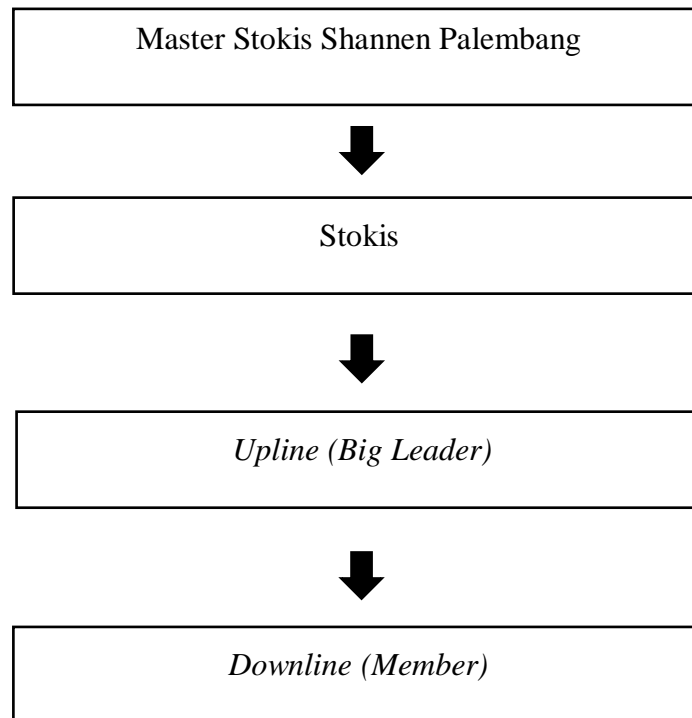 Master Stokis Shannen Palembang
Stokis
Upline (Big Leader)
Downline (Member)